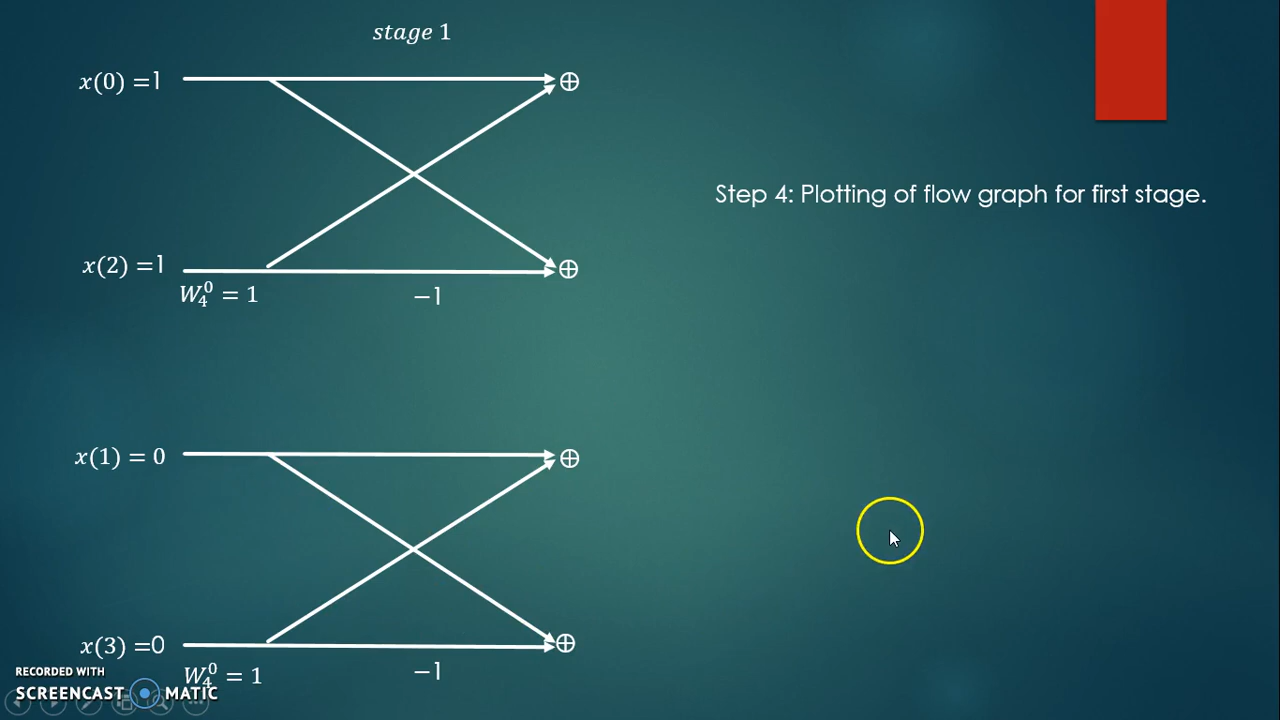 stage 1
x(0) =1
Step 4: Plotting of flow graph for first stage.
x(2) =1
W₄⁰ = 1
−1
x(1) = 0
x(3) =0
W₄⁰ = 1
−1
RECORDED WITH
SCREENCAST MATIC